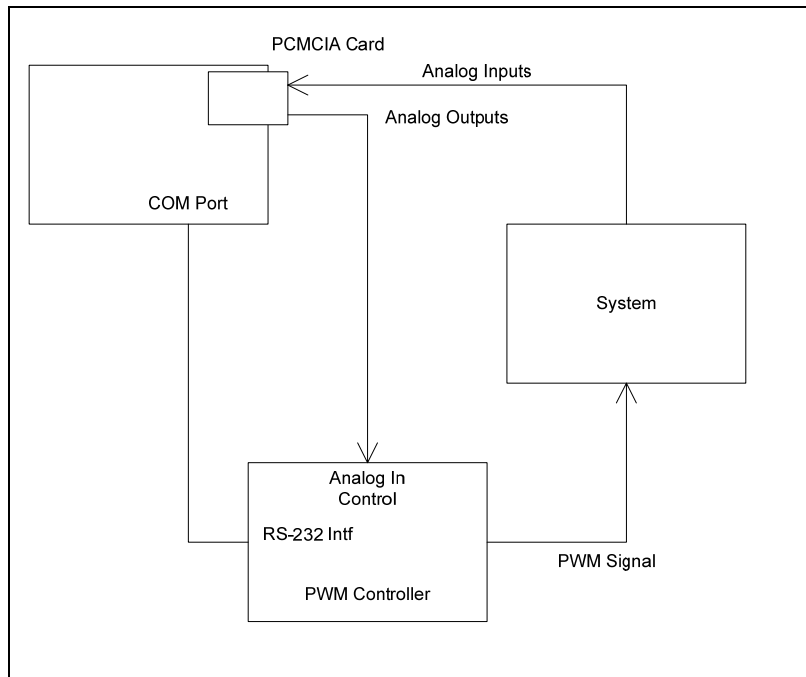 PCMCIA Card
Analog Inputs
Analog Outputs
COM Port
System
Analog In
Control
RS-232 Intf
PWM Signal
PWM Controller